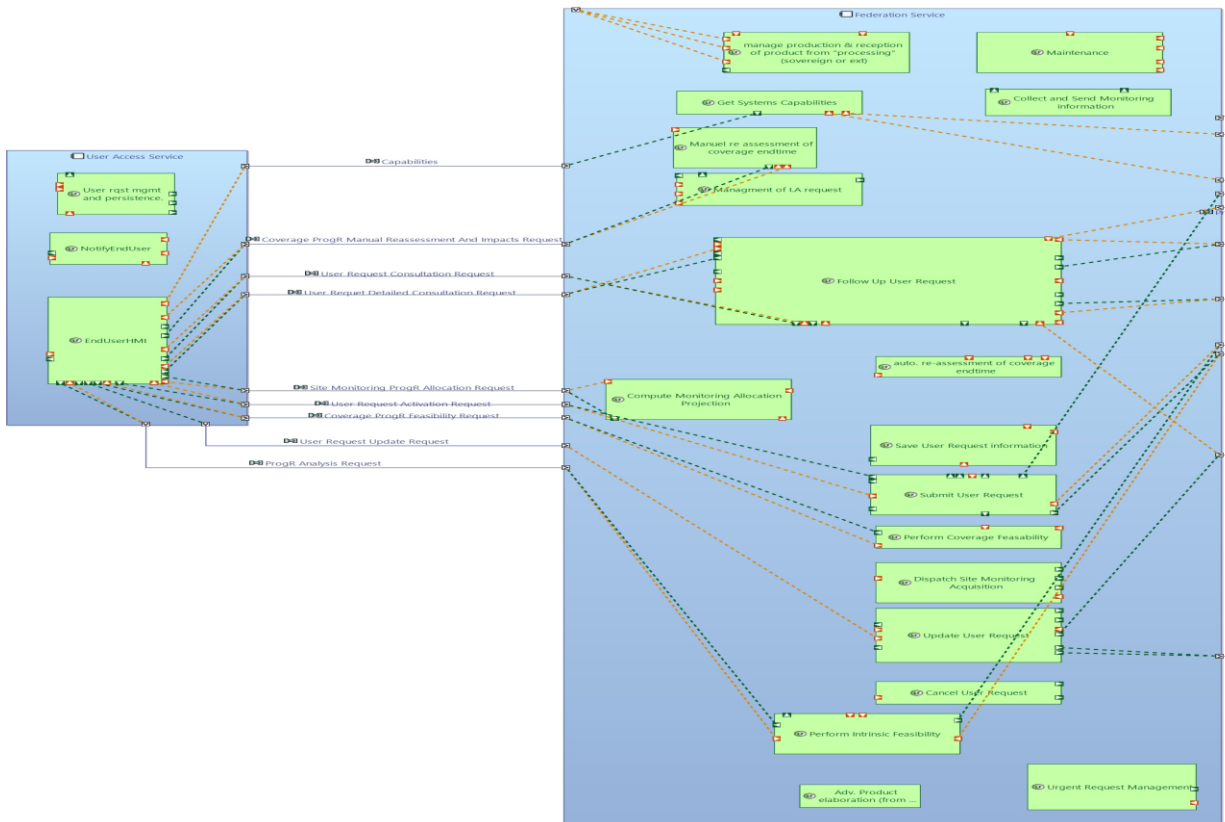 Federation Service
manage production & reception
of product from "processing"
(sovereign or ext)
Maintenance
Get Systems Capabilities
Collect and Send Monitoring
information
Manuel re assessment of
coverage endtime
User Access Service
Capabilities
User rqst mgmt
and persistence.
Managment of LA request
NotifyEndUser
Coverage ProgR Manual Reassessment And Impacts Request
User Request Consultation Request
Follow Up User Request
User Requet Detailed Consultation Request
EndUserHMI
auto. re-assessment of coverage
endtime
Site Monitoring ProgR Allocation Request
Compute Monitoring Allocation
Projection
User Request Activation Request
Coverage ProgR Feasibility Request
User Request Update Request
Save User Request information
ProgR Analysis Request
Submit User Request
Perform Coverage Feasability
Dispatch Site Monitoring
Acquisition
Update User Request
Cancel User Request
Perform Intrinsic Feasibility
Adv. Product
elaboration (from ...
Urgent Request Management